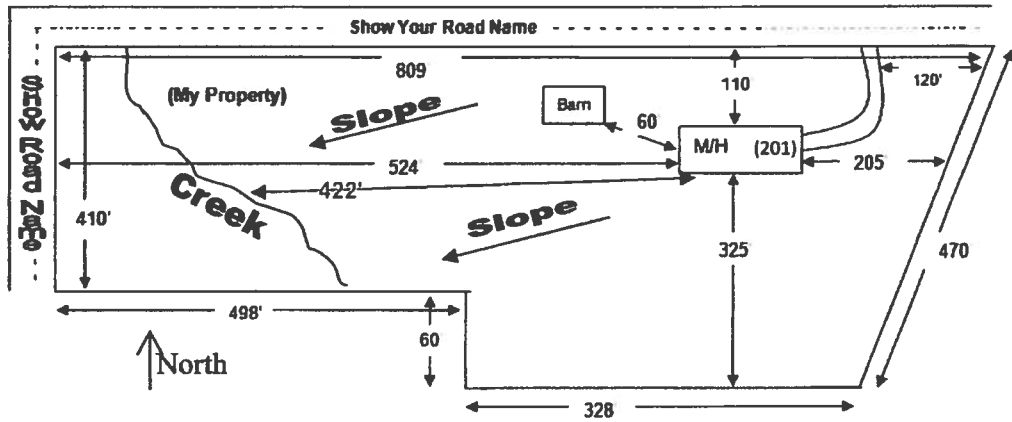 Show Your Road Name
809
110
120'
(My Property)
Slope
Barn
60'
M/H (201)
Show Road Name
524
205
422'
Creek
410'
Slope
325'
470
498'
60
North
328'